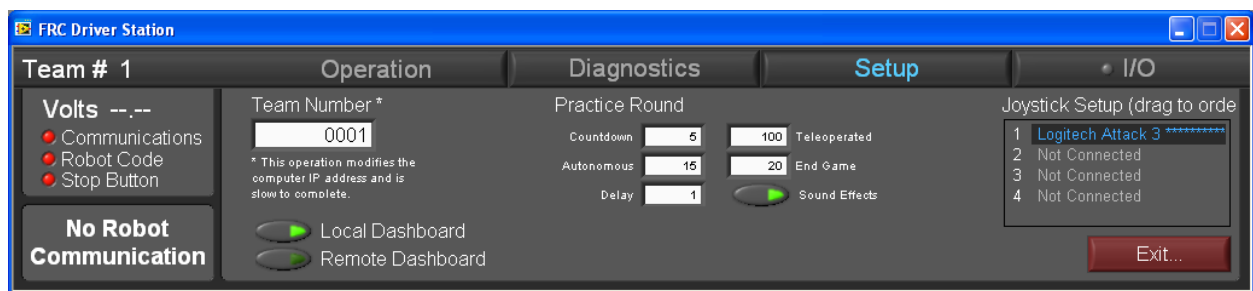 FRC Driver Station
Team # 1
Operation
Diagnostics
Setup
I/O
Volts --.--
Communications
Robot Code
Stop Button
No Robot
Communication
Team Number *
0001
* This operation modifies the
computer IP address and is
slow to complete.
Local Dashboard
Remote Dashboard
Practice Round
Countdown 5
100 Teleoperated
Autonomous 15
20 End Game
Delay 1
Sound Effects
Joystick Setup (drag to orde
1 Logitech Attack 3 **********
2 Not Connected
3 Not Connected
4 Not Connected
Exit...